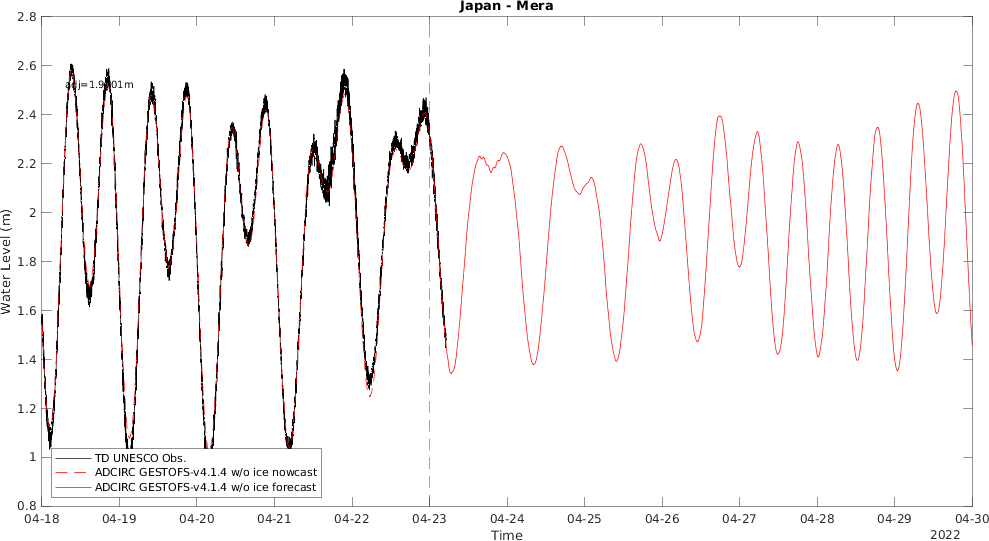 Japan - Mera
2.8
2.6
2.4
2.2
2
1.8
1.6
1.4
1.2
1
0.8
Water Level (m)
TD UNESCO Obs.
ADCIRC GESTOFS-v4.1.4 w/o ice nowcast
ADCIRC GESTOFS-v4.1.4 w/o ice forecast
04-18 04-19 04-20 04-21 04-22 04-23 04-24 04-25 04-26 04-27 04-28 04-29 04-30
Time
2022